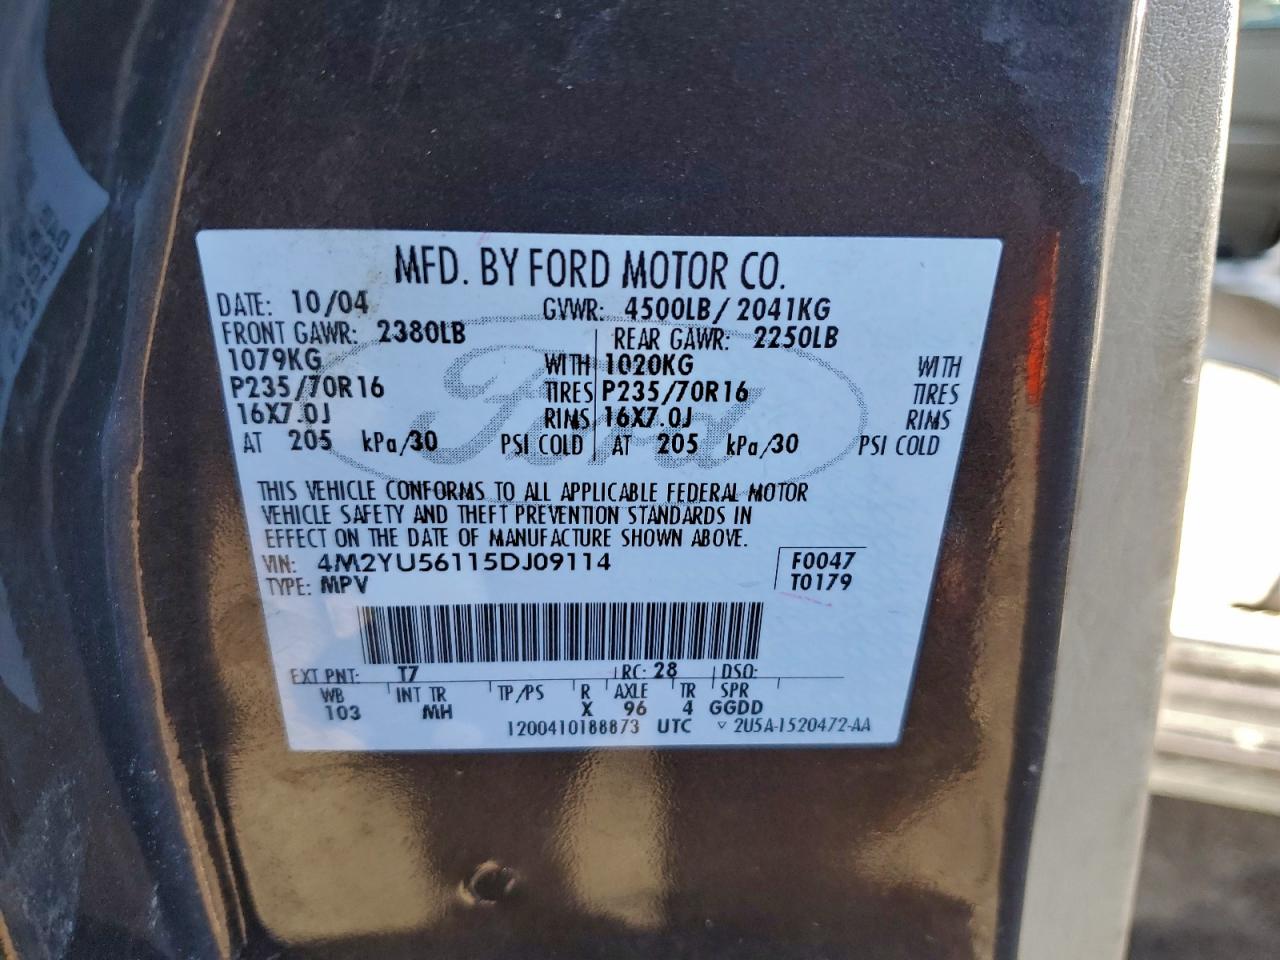 MFD. BY FORD MOTOR CO.
DATE: 10/04 GVWR: 4500LB/ 2041KG
FRONT GAWR: 2380LB REAR GAWR: 2250LB
1079KG WITH 1020KG WITH
P235/70R16 TIRES P235/70R16 TIRES
16X7.0J RIMS 16X7.0J RIMS
AT 205 kPa/30 PSI COLD AT 205 kPa/30 PSI COLD
Ford
THIS VEHICLE CONFORMS TO ALL APPLICABLE FEDERAL MOTOR
VEHICLE SAFETY AND THEFT PREVENTION STANDARDS IN
EFFECT ON THE DATE OF MANUFACTURE SHOWN ABOVE.
VIN: 4M2YU56115DJ09114 F0047
TYPE: MPV T0179
EXT PNT: T7 RC: 28 DSO:
WB INT TR TP/PS R AXLE TR SPR
103 MH X 96 4 GGDD
1200410188873 UTC ▽ 2U5A-1520472-AA